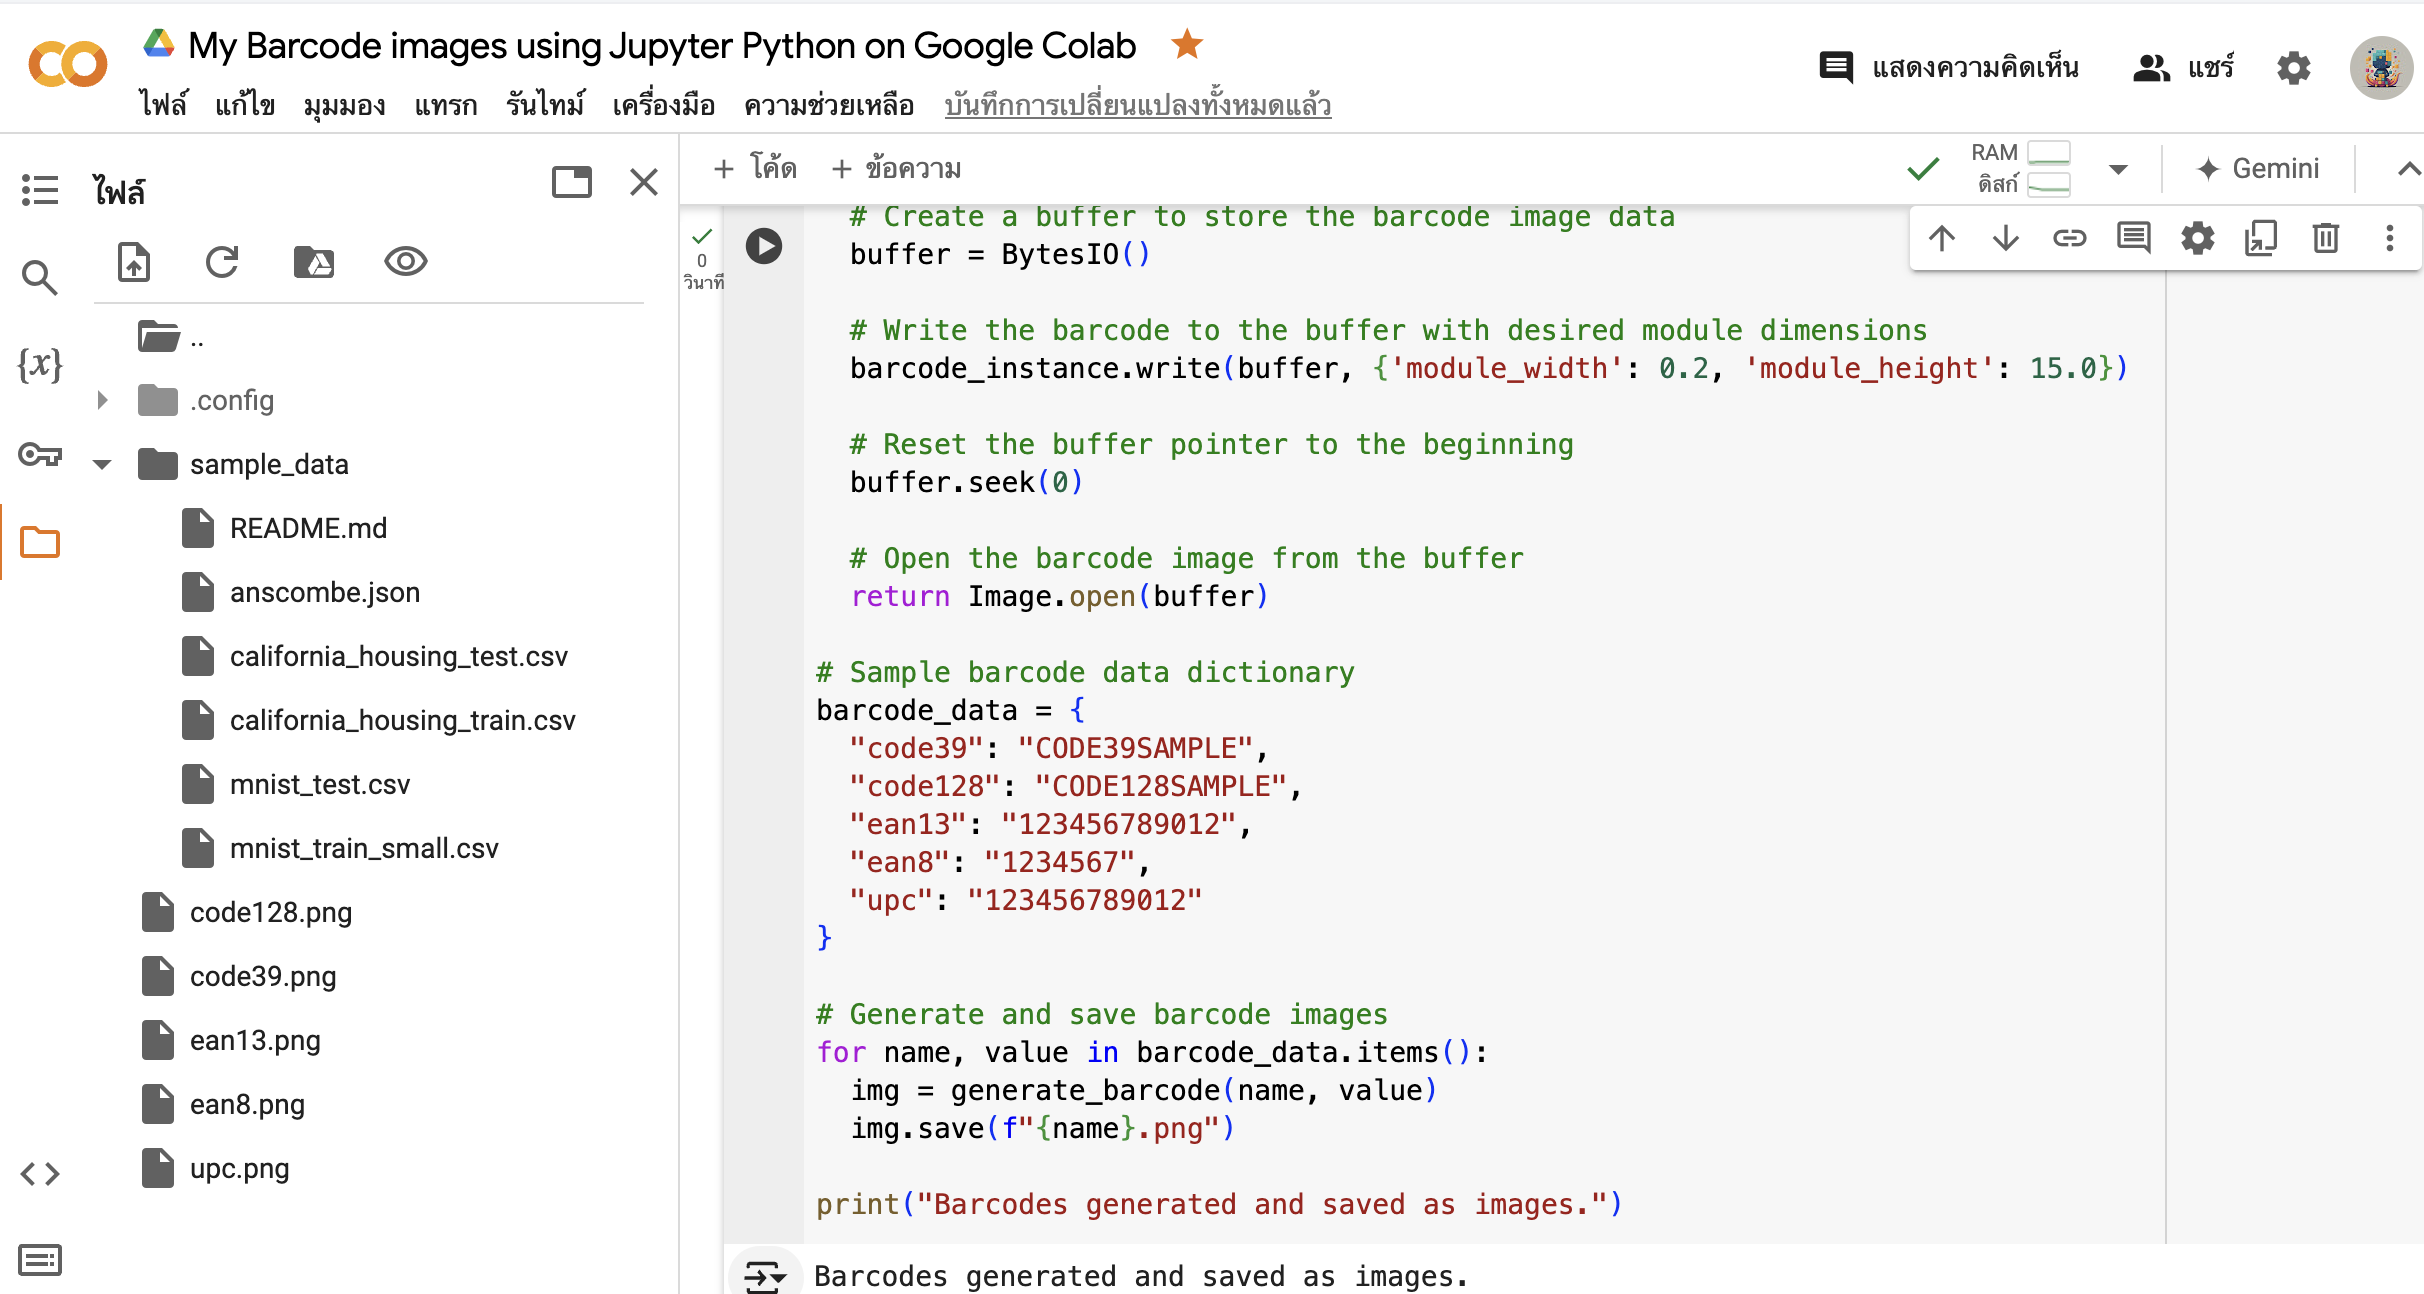 My Barcode images using Jupyter Python on Google Colab
ไฟล์ แก้ไข มุมมอง แทรก รันไทม์ เครื่องมือ ความช่วยเหลือ บันทึกการเปลี่ยนแปลงทั้งหมดแล้ว
แสดงความคิดเห็น แชร์
ไฟล์
..
.config
sample_data
README.md
anscombe.json
california_housing_test.csv
california_housing_train.csv
mnist_test.csv
mnist_train_small.csv
code128.png
code39.png
ean13.png
ean8.png
upc.png
{x}
+ โค้ด + ข้อความ
RAM
ดิสก์
Gemini
0
วินาที
# Create a buffer to store the barcode image data
buffer = BytesIO()
# Write the barcode to the buffer with desired module dimensions
barcode_instance.write(buffer, {'module_width': 0.2, 'module_height': 15.0})
# Reset the buffer pointer to the beginning
buffer.seek(0)
# Open the barcode image from the buffer
return Image.open(buffer)
# Sample barcode data dictionary
barcode_data = {
"code39": "CODE39SAMPLE",
"code128": "CODE128SAMPLE",
"ean13": "123456789012",
"ean8": "1234567",
"upc": "123456789012"
}
# Generate and save barcode images
for name, value in barcode_data.items():
img = generate_barcode(name, value)
img.save(f"{name}.png")
print("Barcodes generated and saved as images.")
Barcodes generated and saved as images.